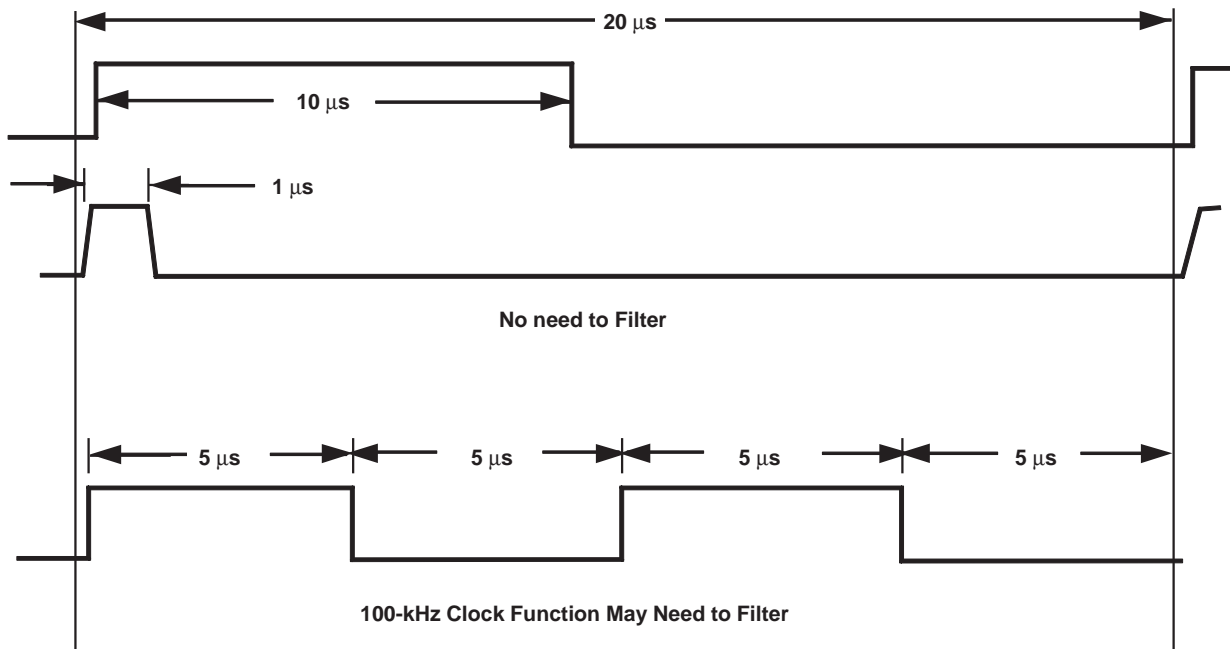 20 μs
10 μs
1 μs
No need to Filter
5 μs 5 μs 5 μs 5 μs
100-kHz Clock Function May Need to Filter